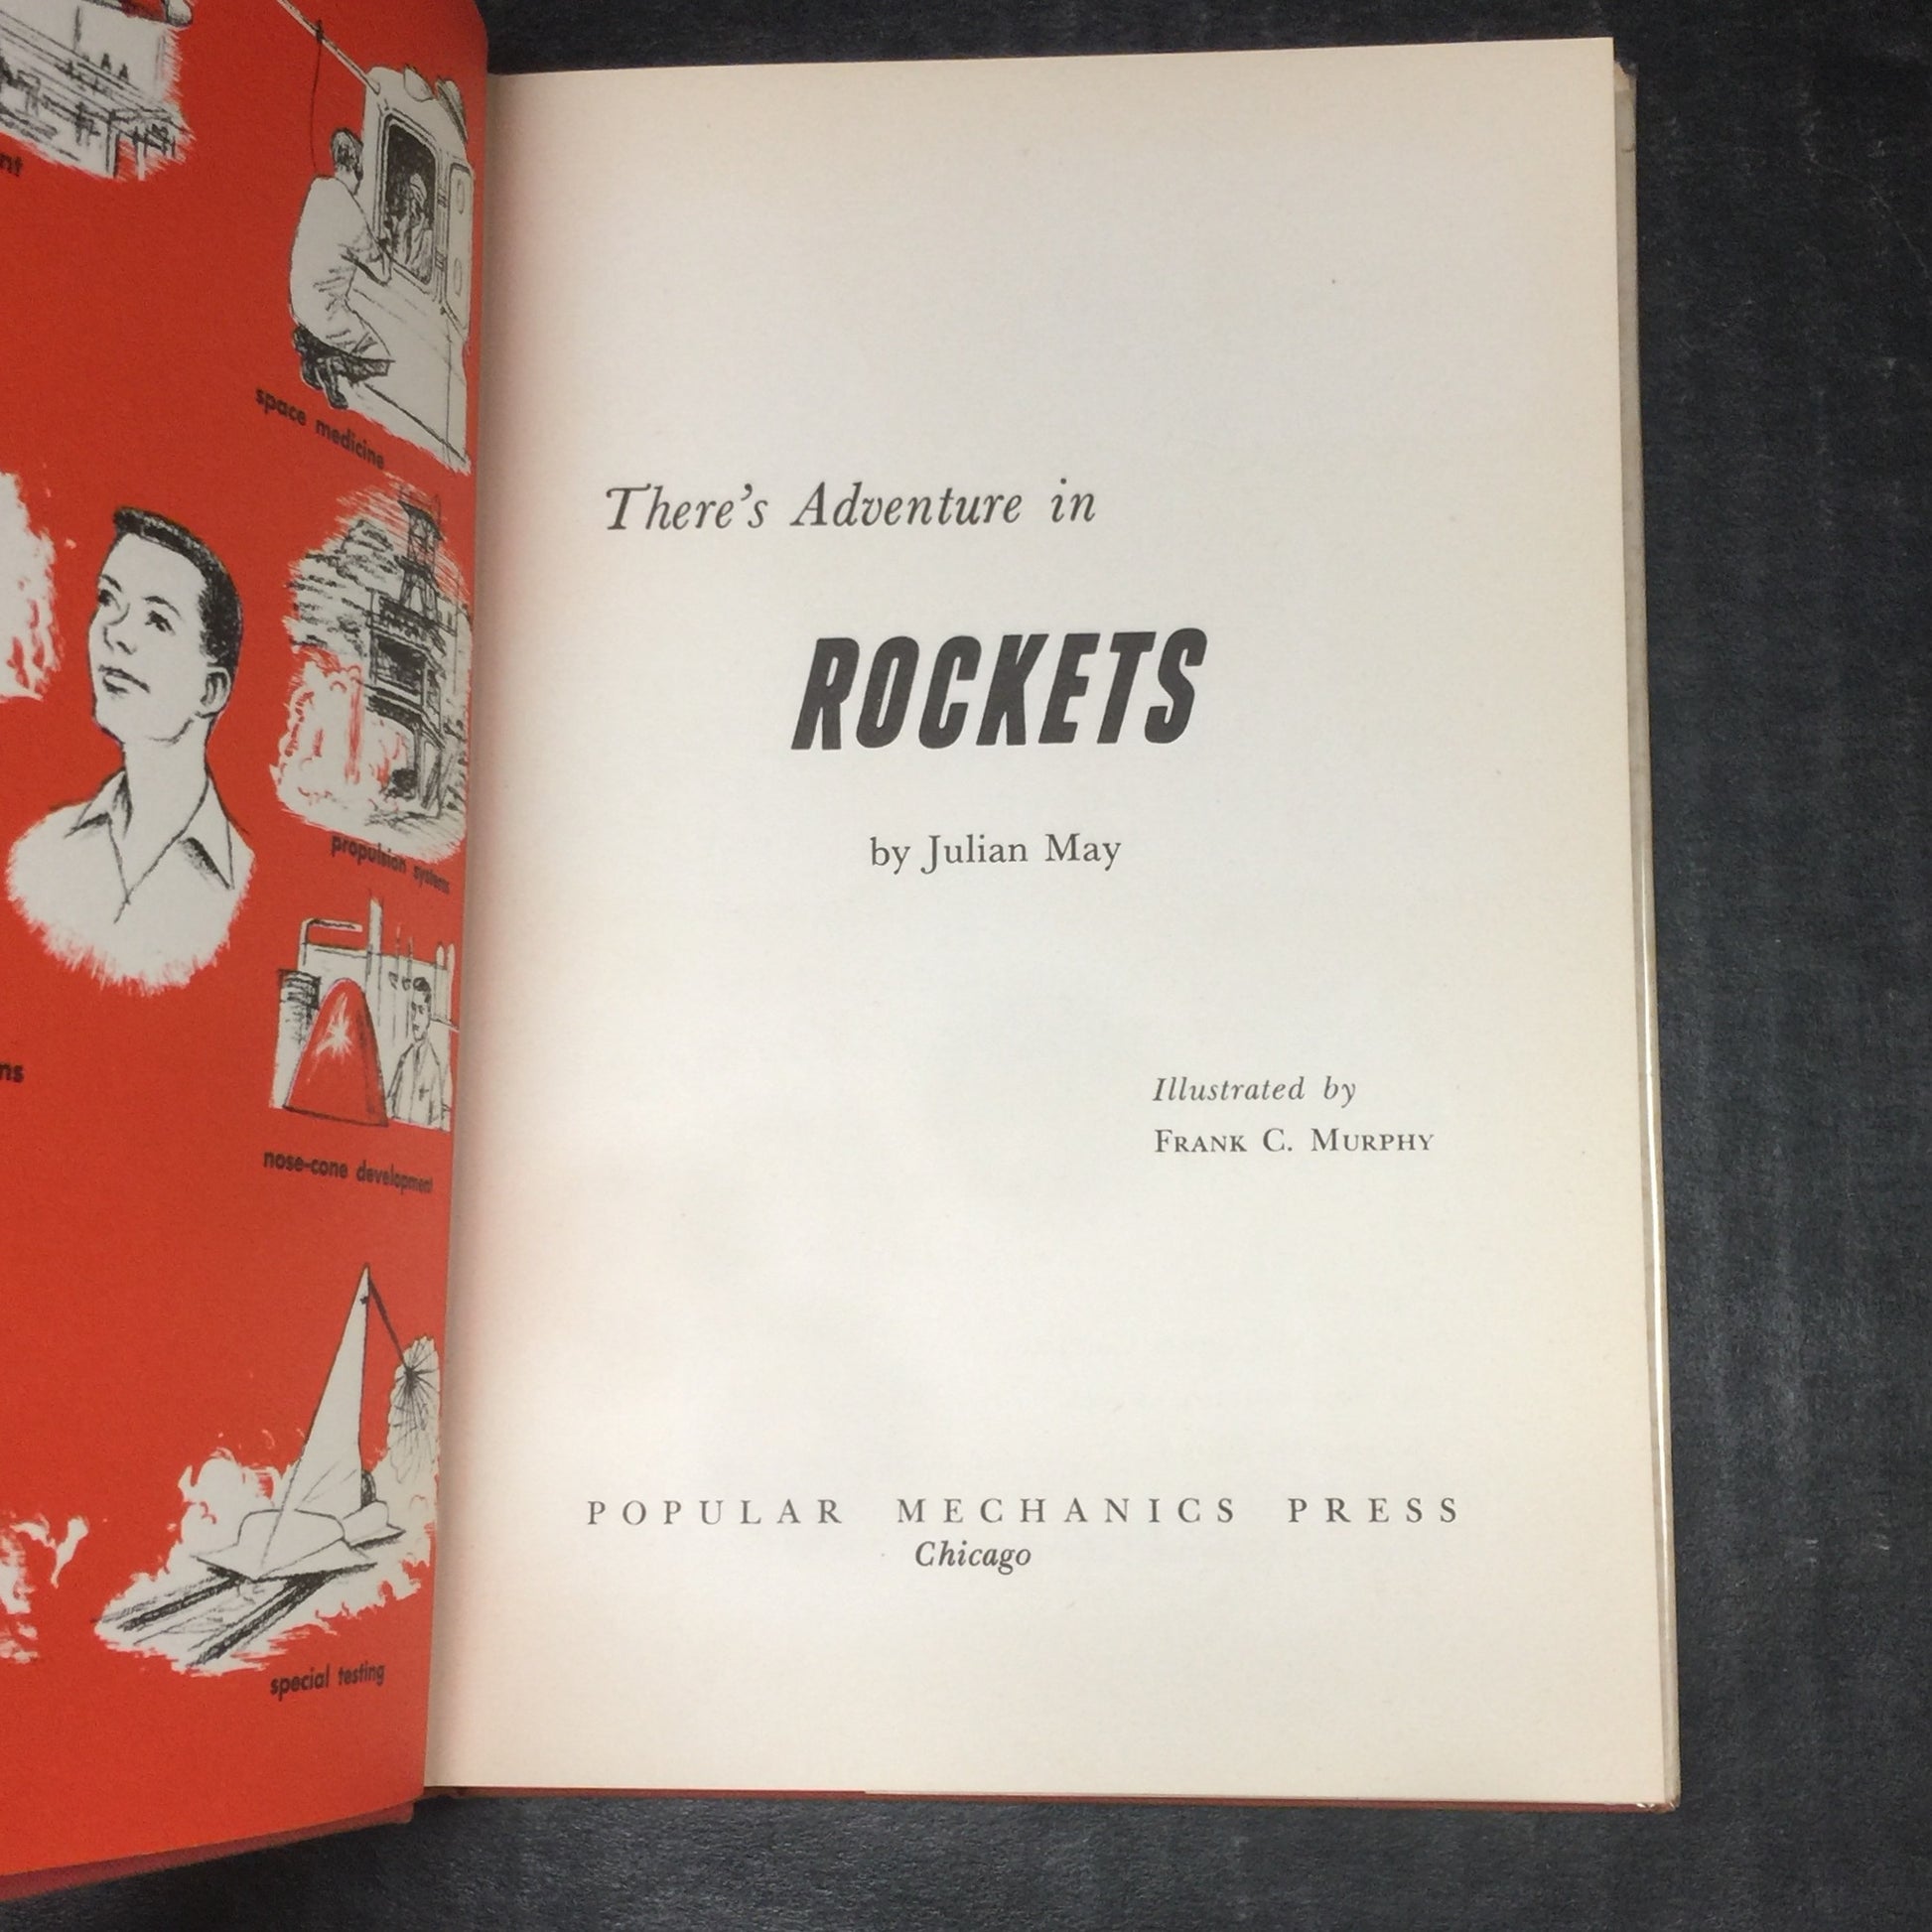 space medicine
propulsion systems
nose-cone development
special testing
There's Adventure in
ROCKETS
by Julian May
Illustrated by
FRANK C. MURPHY
POPULAR MECHANICS PRESS
Chicago